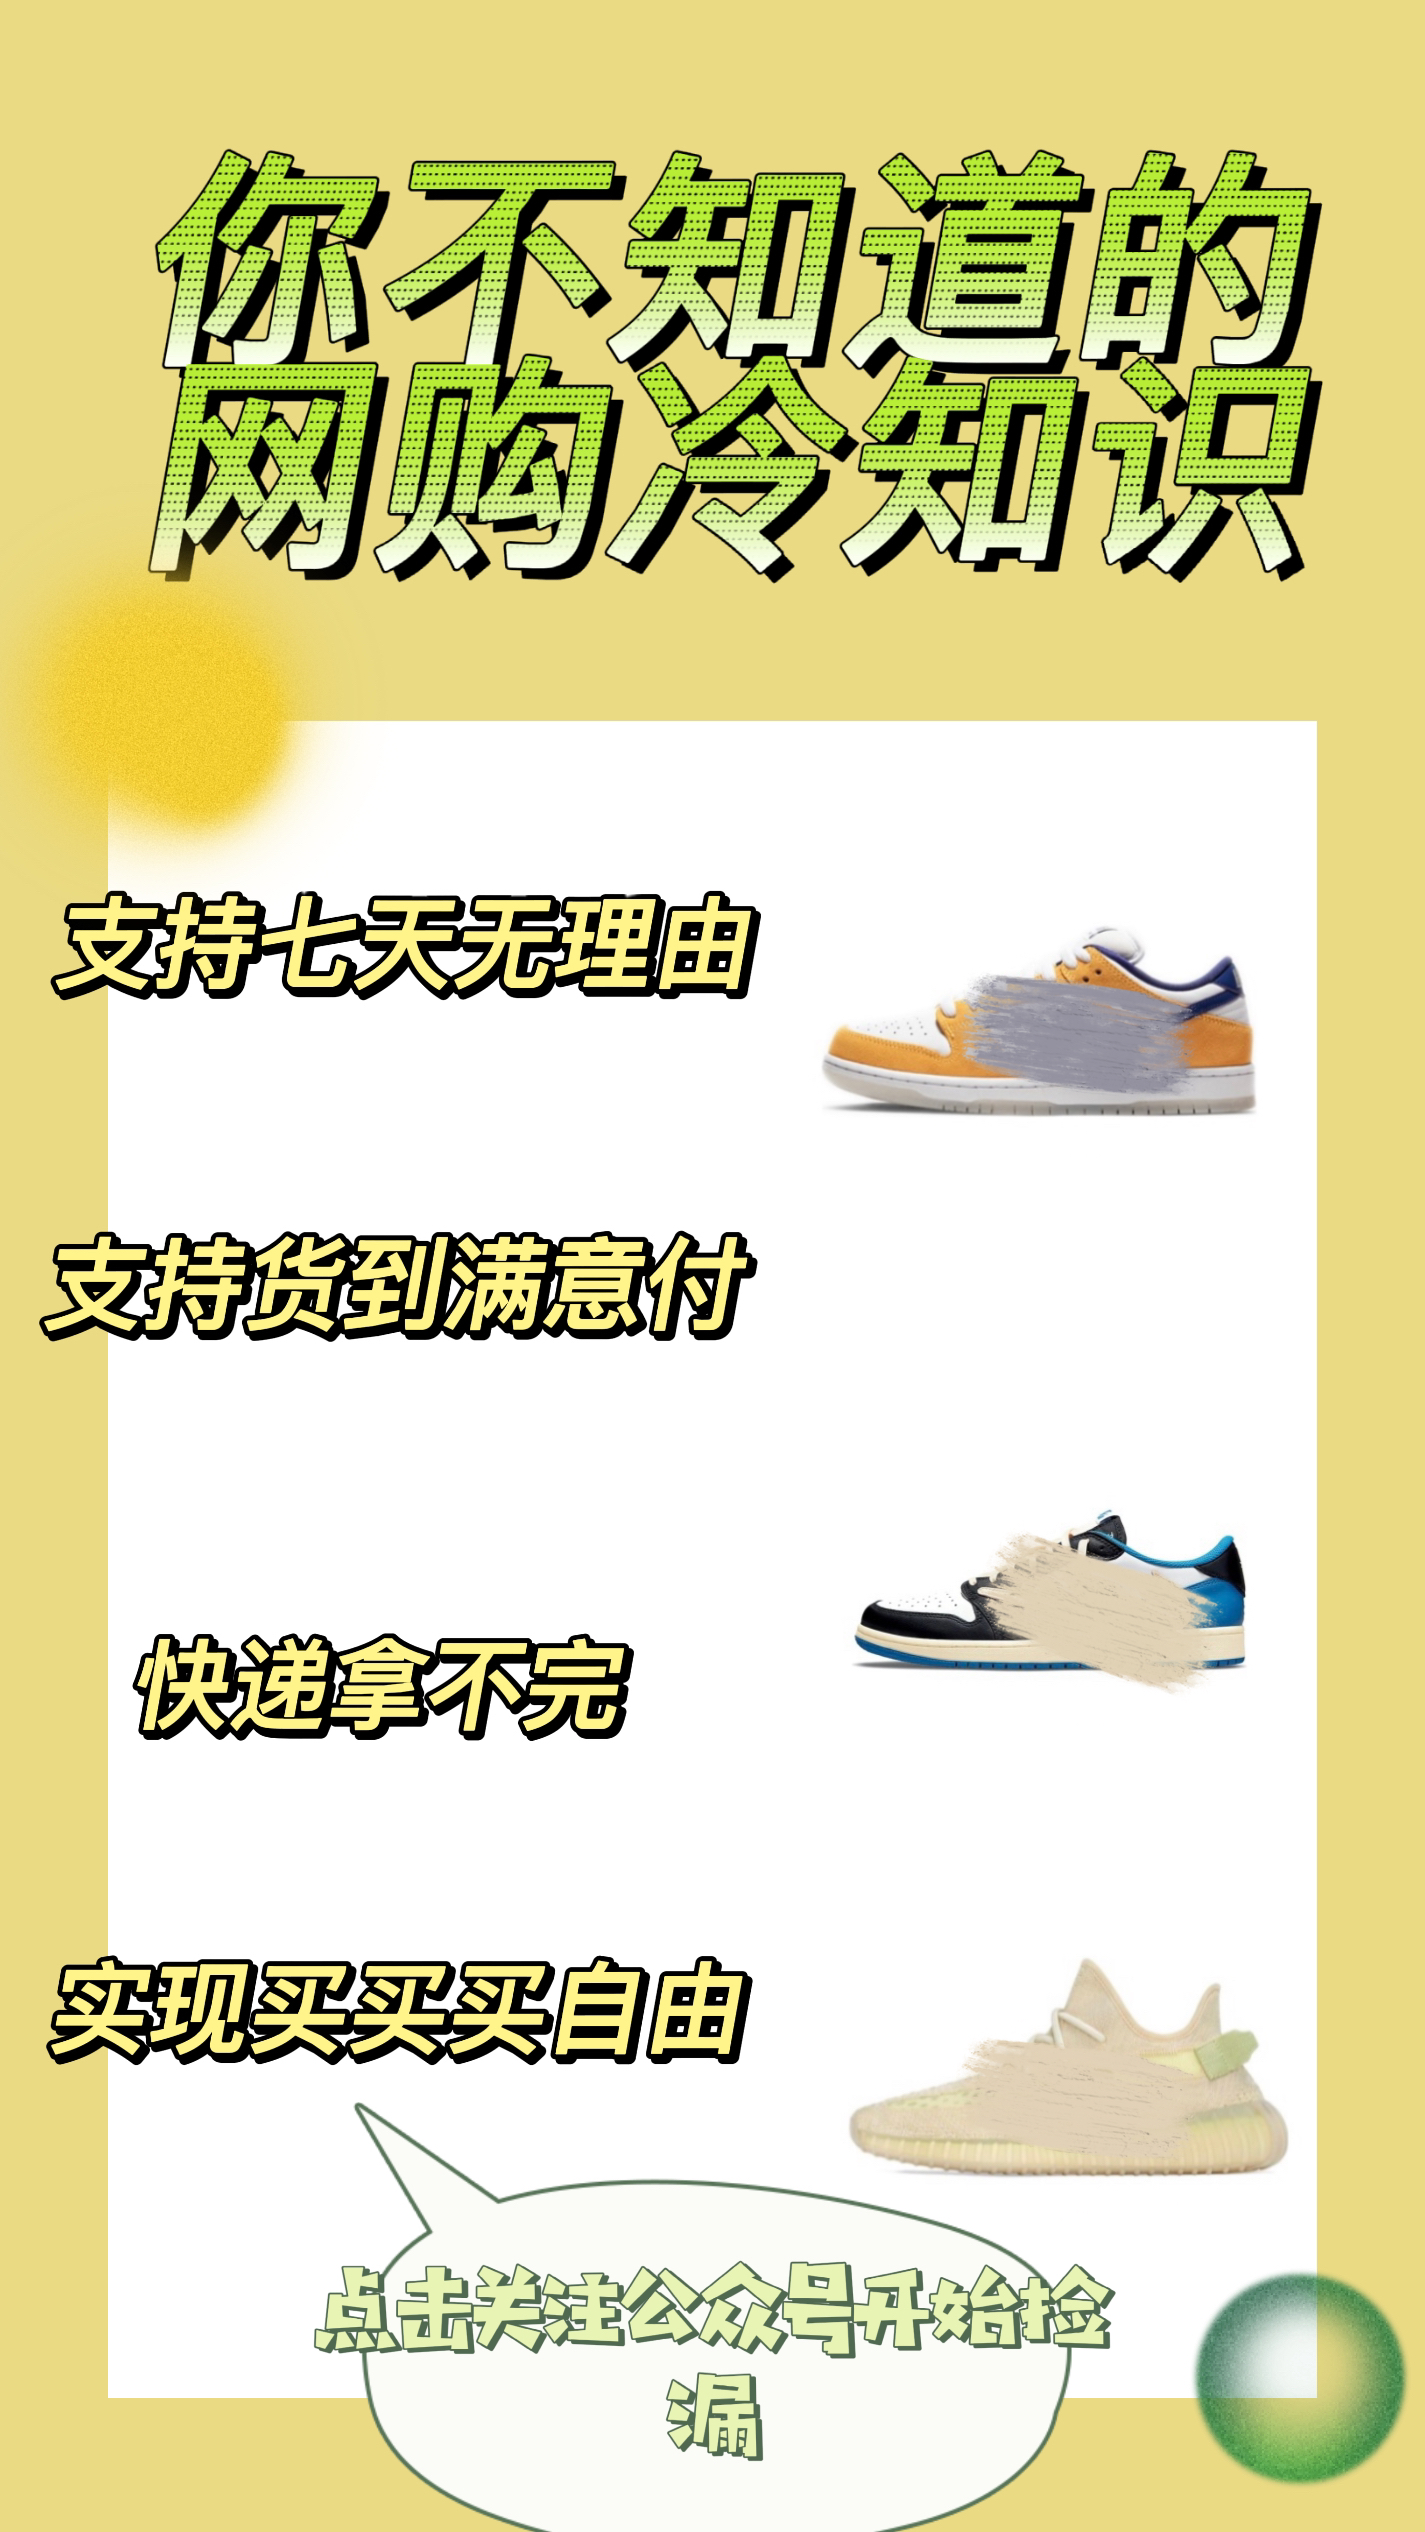 你不知道的
网购冷知识
支持七天无理由
支持货到满意付
快递拿不完
实现买买买自由
点击关注公众号开始捡
漏